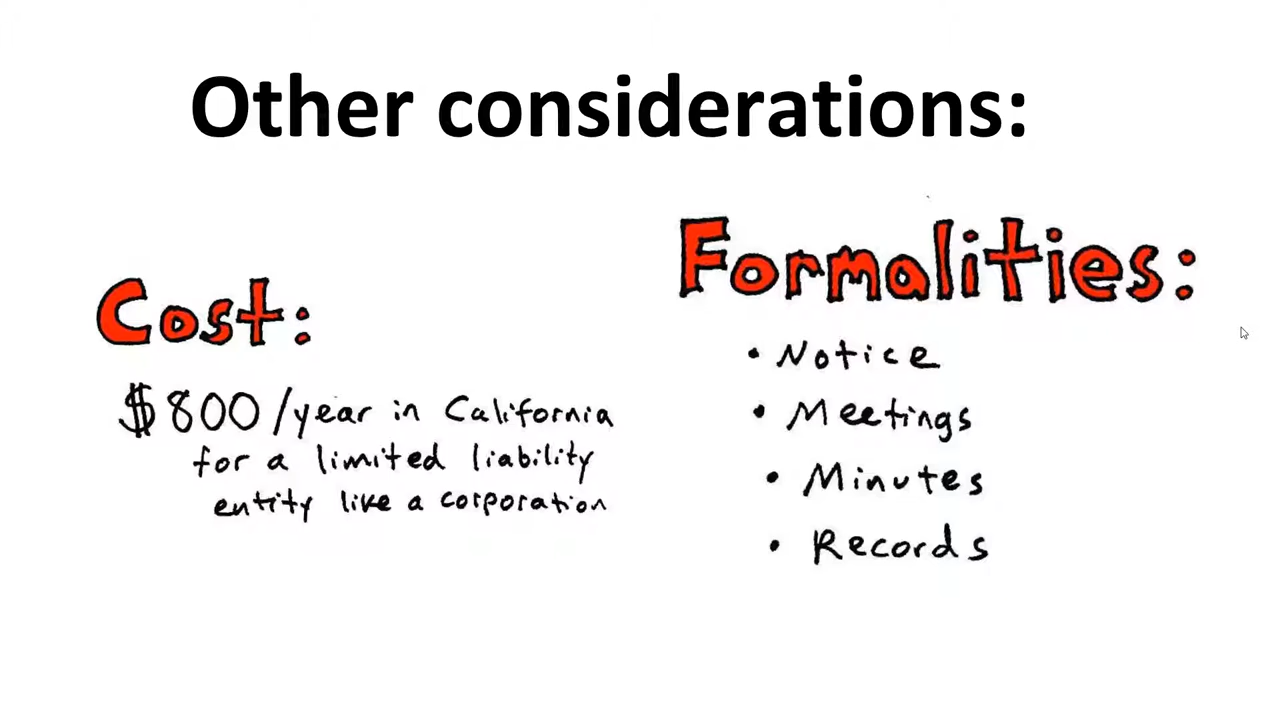 Other considerations:
Cost:
$800/year in California
for a limited liability
entity like a corporation
Formalities:
• Notice
• Meetings
• Minutes
• Records